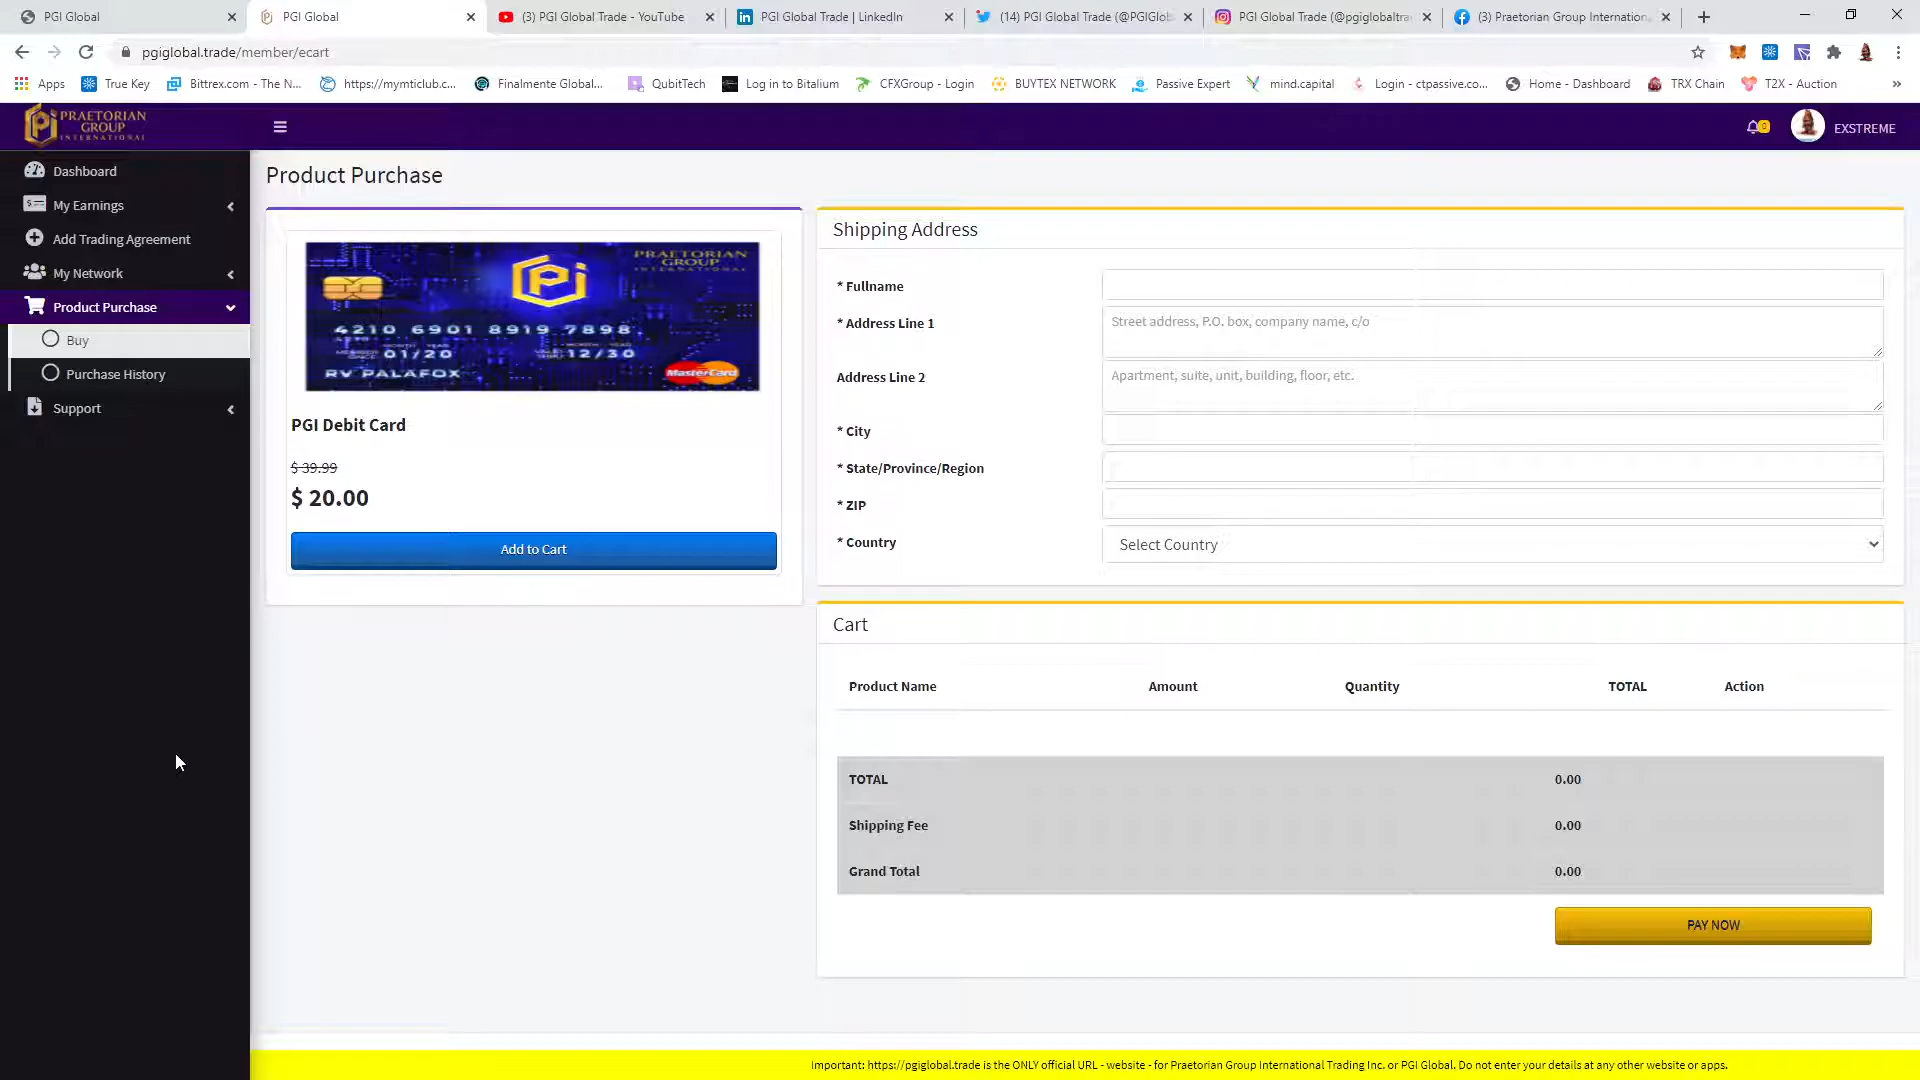 PGI Global
PGI Global
(3) PGI Global Trade - YouTube
PGI Global Trade | LinkedIn
(14) PGI Global Trade (@PGIGlob
PGI Global Trade (@pgiglobaltra
(3) Praetorian Group Internation
pgiglobal.trade/member/ecart
Apps
True Key
Bittrex.com - The N...
https://mymticlub.c...
Finalmente Global...
QubitTech
Log in to Bitalium
CFXGroup - Login
BUYTEX NETWORK
Passive Expert
mind.capital
Login - ctpassive.co...
Home - Dashboard
TRX Chain
T2X - Auction
»
PRAETORIAN
GROUP
INTERNATIONAL
0
EXSTREME
Dashboard
My Earnings
Add Trading Agreement
My Network
Product Purchase
Buy
Purchase History
Support
Product Purchase
PRAETORIAN
GROUP
INTERNATIONAL
4210 6901 8919 7898
MONTH YEAR
MEMBER SINCE 01/20
12/30
RV PALAFOX
MasterCard
PGI Debit Card
$ 39.99
$ 20.00
Add to Cart
Shipping Address
* Fullname
* Address Line 1
Street address, P.O. box, company name, c/o
Address Line 2
Apartment, suite, unit, building, floor, etc.
* City
* State/Province/Region
* ZIP
* Country
Select Country
Cart
Product Name Amount Quantity TOTAL Action
TOTAL 0.00
Shipping Fee 0.00
Grand Total 0.00
PAY NOW
Important: https://pgiglobal.trade is the ONLY official URL - website - for Praetorian Group International Trading Inc. or PGI Global. Do not enter your details at any other website or apps.